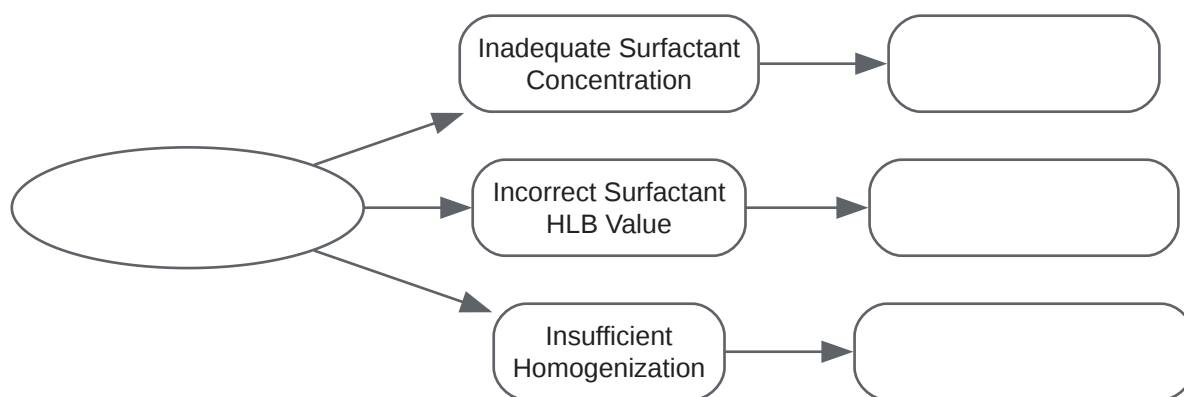 Inadequate Surfactant
Concentration
Incorrect Surfactant
HLB Value
Insufficient
Homogenization